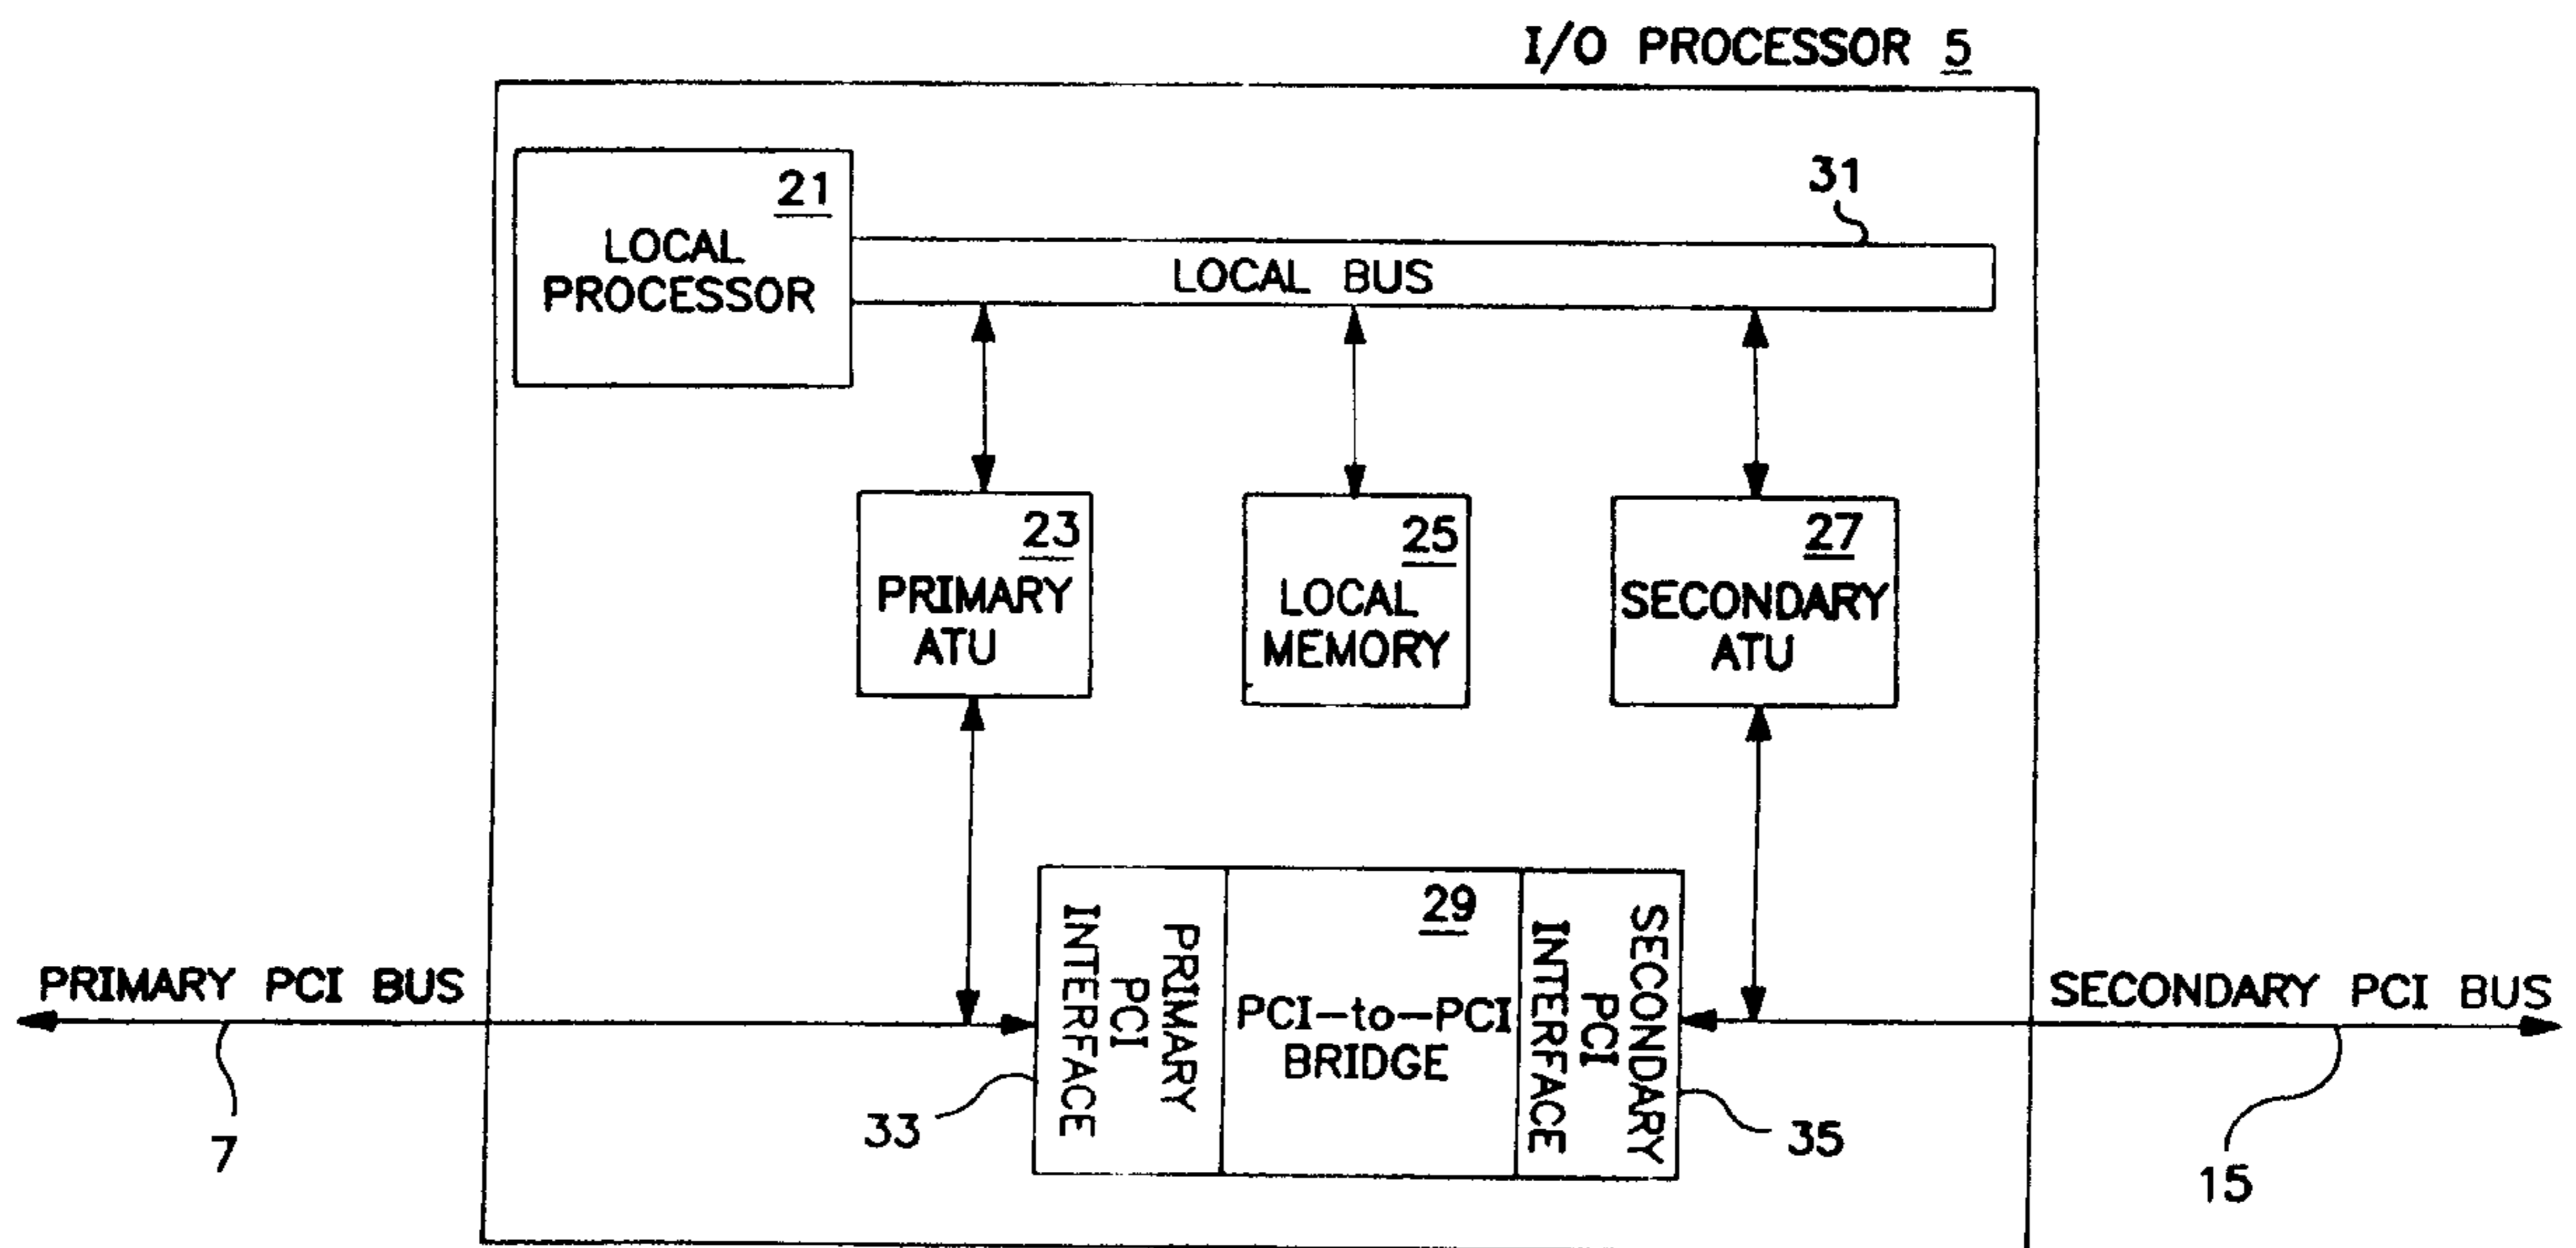 I/O PROCESSOR 5
21
LOCAL
PROCESSOR
31
LOCAL BUS
23
PRIMARY
ATU
25
LOCAL
MEMORY
27
SECONDARY
ATU
PRIMARY PCI BUS
7
PRIMARY
PCI
INTERFACE
33
29
PCI-to-PCI
BRIDGE
SECONDARY
PCI
INTERFACE
35
SECONDARY PCI BUS
15